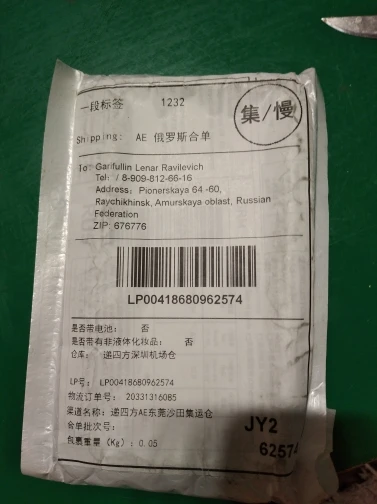 一段标签 1232
集/慢
Shipping: AE 俄罗斯合单
To: Garifullin Lenar Ravilevich
Tel: / 8-909-812-66-16
Address: Pionerskaya 64 -60,
Raychikhinsk, Amurskaya oblast, Russian
Federation
ZIP: 676776
LP00418680962574
是否带电池: 否
是否带有非液体化妆品: 否
仓库: 递四方深圳机场仓
LP号: LP00418680962574
物流订单号: 20331316085
渠道名称: 递四方AE东莞沙田集运仓
合单批次号:
JY2
包裹重量 (Kg): 0.05
62574